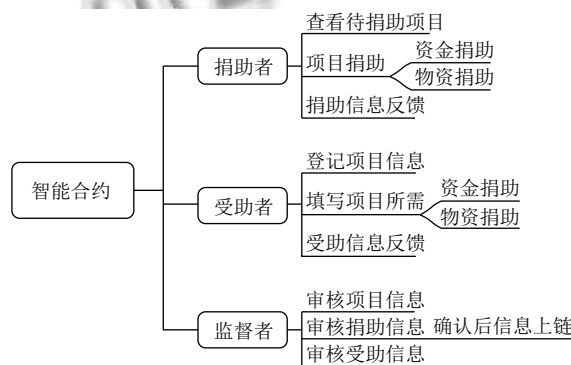 智能合约
捐助者
查看待捐助项目
项目捐助
资金捐助
物资捐助
捐助信息反馈
受助者
登记项目信息
填写项目所需
资金捐助
物资捐助
受助信息反馈
监督者
审核项目信息
审核捐助信息 确认后信息上链
审核受助信息